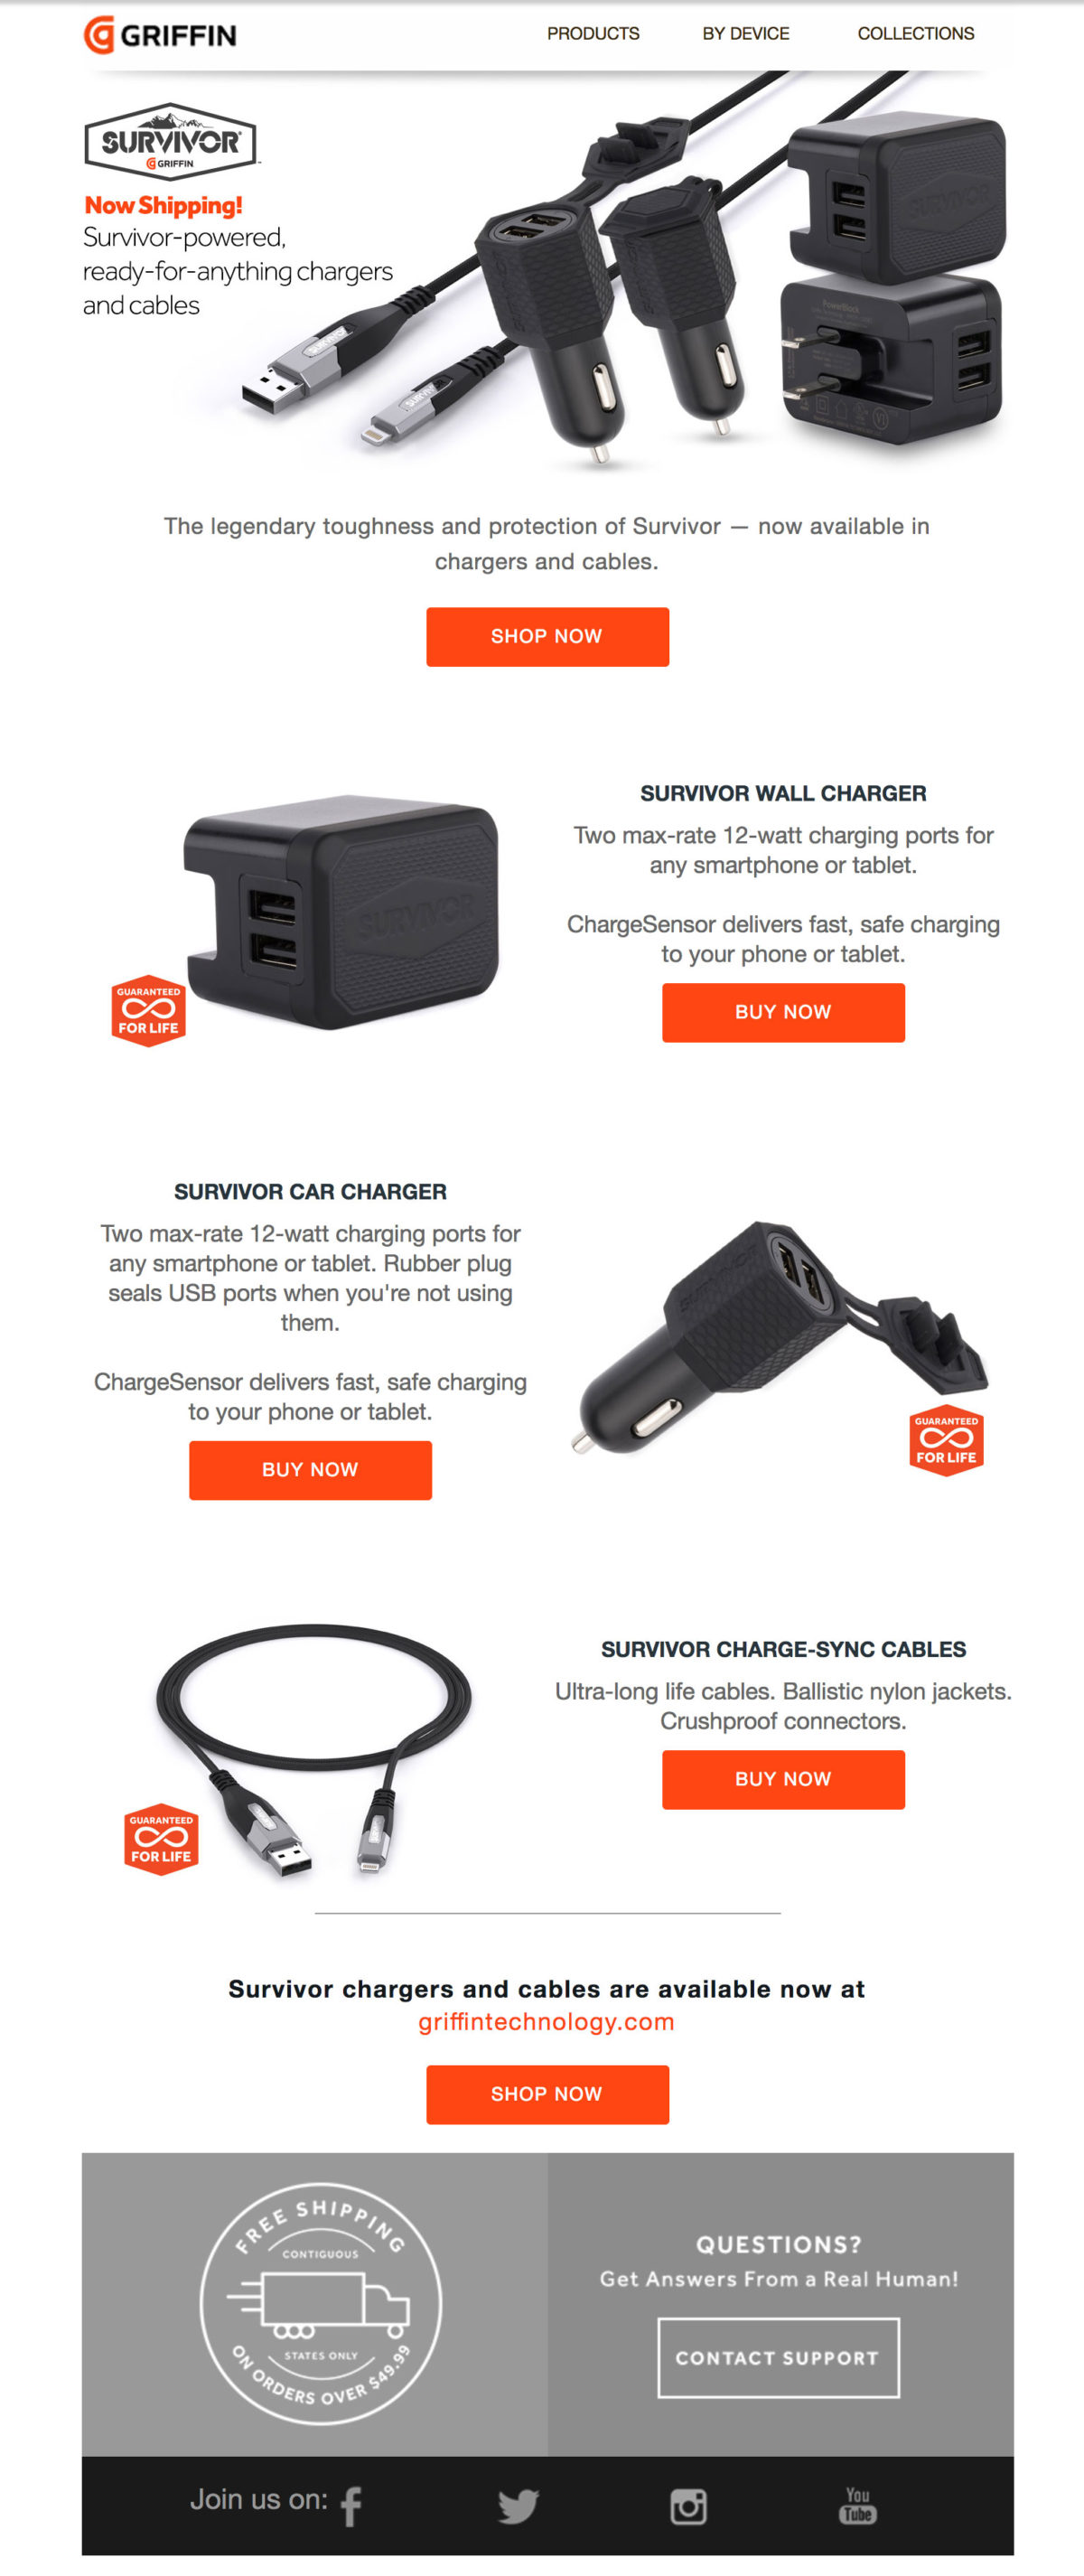 GRIFFIN
PRODUCTS
BY DEVICE
COLLECTIONS
SURVIVOR
GRIFFIN
Now Shipping!
Survivor-powered,
ready-for-anything chargers
and cables
SURVIVOR
SURVIVOR
SURVIVOR
PowerBlock
The legendary toughness and protection of Survivor — now available in
chargers and cables.
SHOP NOW
SURVIVOR
GUARANTEED
FOR LIFE
SURVIVOR WALL CHARGER
Two max-rate 12-watt charging ports for
any smartphone or tablet.
ChargeSensor delivers fast, safe charging
to your phone or tablet.
BUY NOW
SURVIVOR CAR CHARGER
Two max-rate 12-watt charging ports for
any smartphone or tablet. Rubber plug
seals USB ports when you're not using
them.
ChargeSensor delivers fast, safe charging
to your phone or tablet.
BUY NOW
GUARANTEED
FOR LIFE
GUARANTEED
FOR LIFE
SURVIVOR CHARGE-SYNC CABLES
Ultra-long life cables. Ballistic nylon jackets.
Crushproof connectors.
BUY NOW
Survivor chargers and cables are available now at
griffintechnology.com
SHOP NOW
FREE SHIPPING
CONTIGUOUS
STATES ONLY
ON ORDERS OVER $49.99
QUESTIONS?
Get Answers From a Real Human!
CONTACT SUPPORT
Join us on:
You
Tube